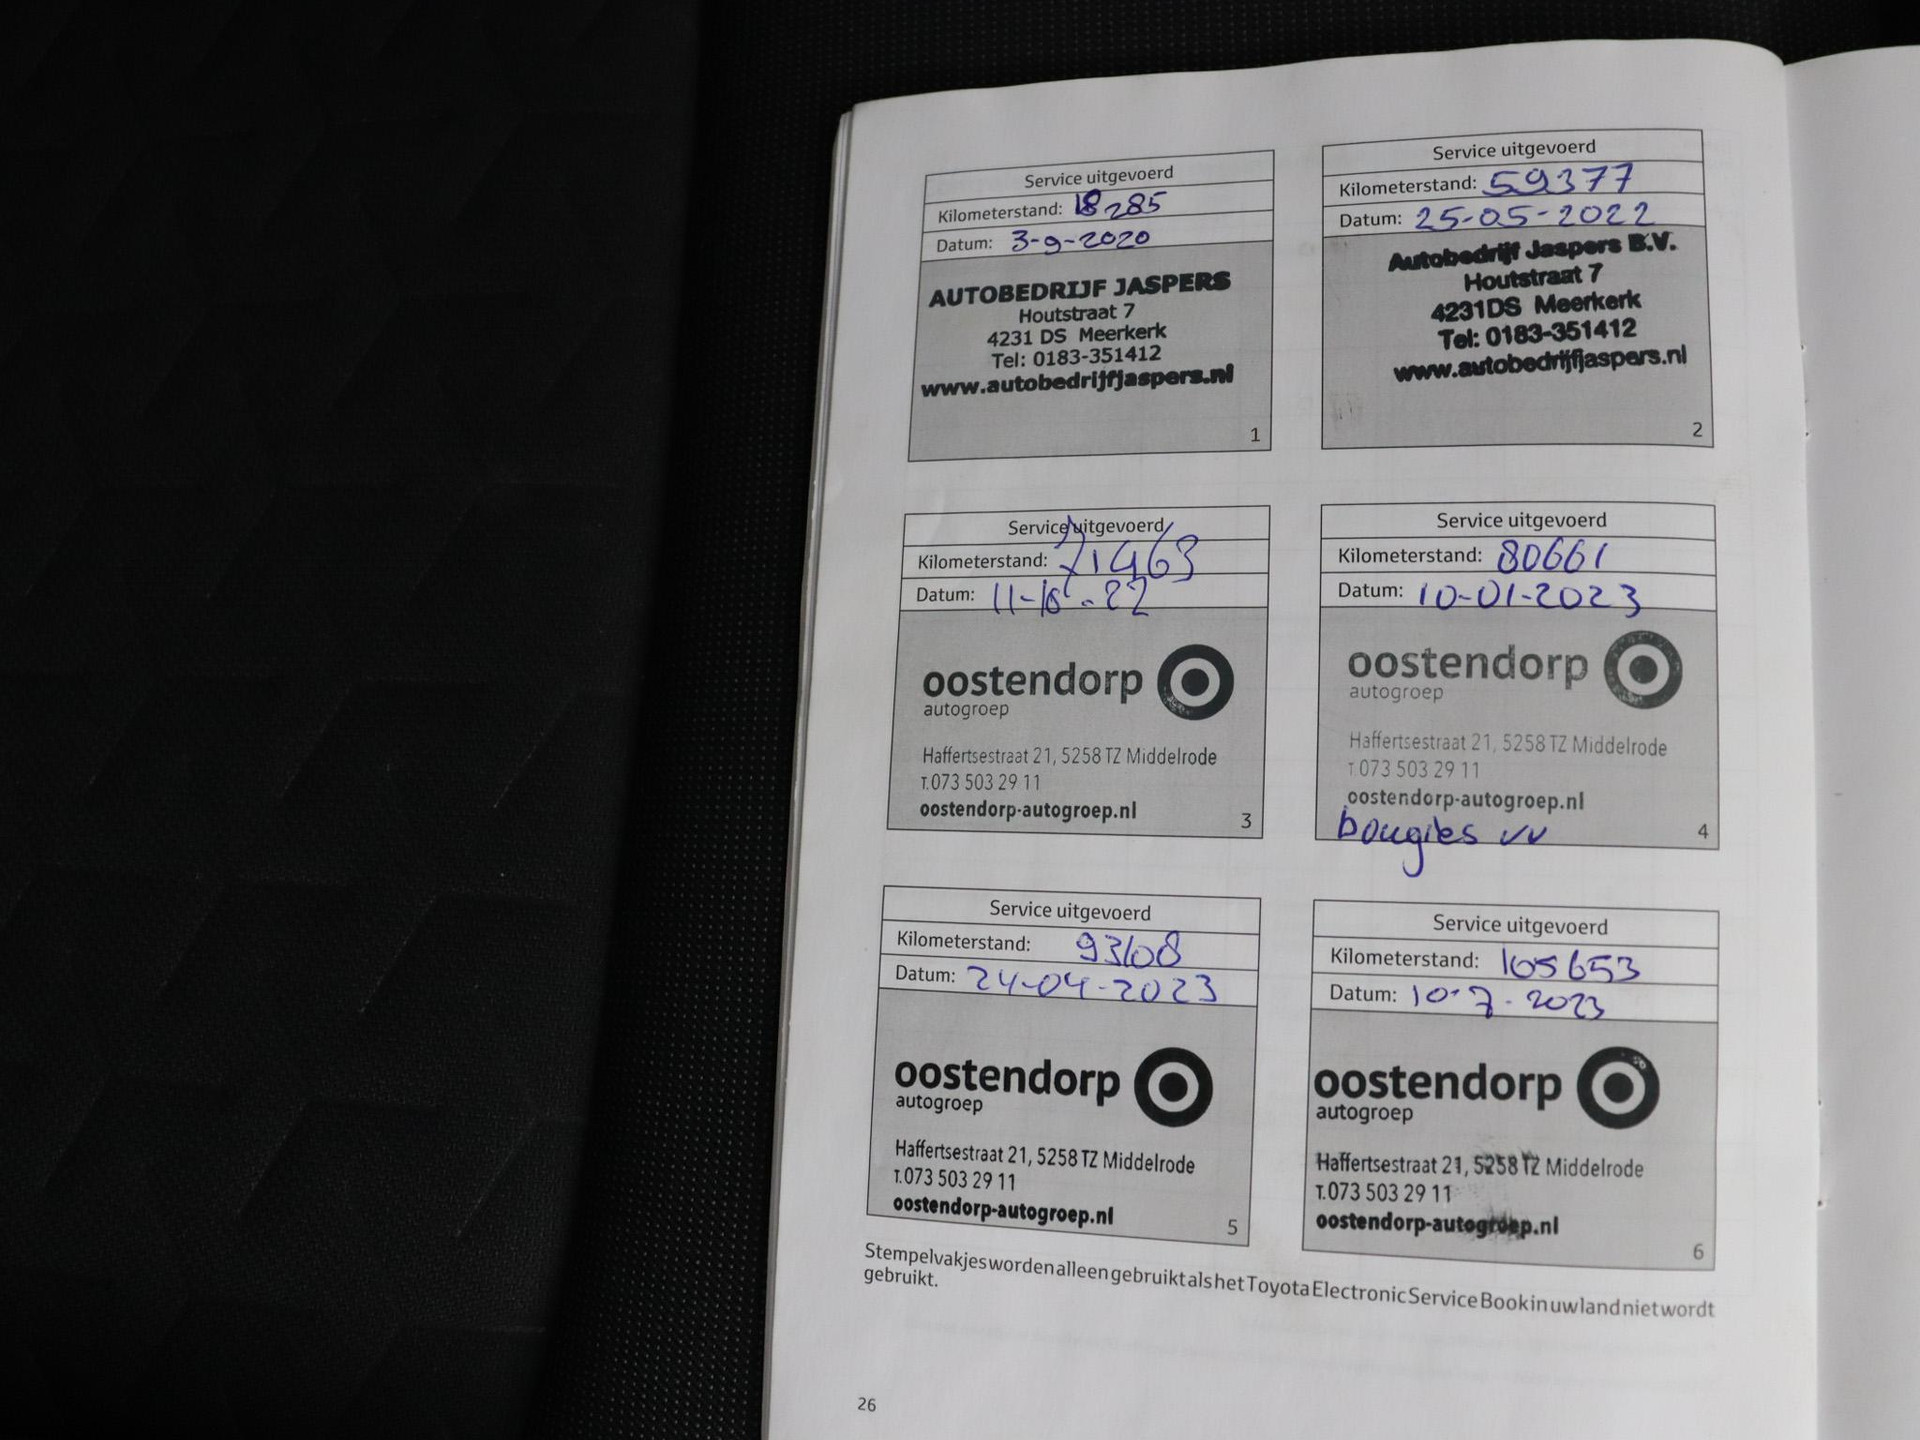 Service uitgevoerd
Kilometerstand: 18285
Datum: 3-9-2020
AUTOBEDRIJF JASPERS
Houtstraat 7
4231 DS Meerkerk
Tel: 0183-351412
www.autobedrijfjaspers.nl
1
Service uitgevoerd
Kilometerstand: 59377
Datum: 25-05-2022
Autobedrijf Jaspers B.V.
Houtstraat 7
4231DS Meerkerk
Tel: 0183-351412
www.autobedrijfjaspers.nl
2
Service uitgevoerd
Kilometerstand: 71463
Datum:
oostendorp
autogroep
Haffertsestraat 21, 5258 TZ Middelrode
T.073 503 29 11
oostendorp-autogroep.nl
3
Service uitgevoerd
Kilometerstand: 80661
Datum: 10-01-2023
oostendorp
autogroep
Haffertsestraat 21, 5258 TZ Middelrode
T 073 503 29 11
oostendorp-autogroep.nl
bougies vv
4
Service uitgevoerd
Kilometerstand: 93108
Datum: 24-04-2023
oostendorp
autogroep
Haffertsestraat 21, 5258 TZ Middelrode
T.073 503 29 11
oostendorp-autogroep.nl
5
Service uitgevoerd
Kilometerstand: 105653
Datum: 10-7-2023
oostendorp
autogroep
Haffertsestraat 21, 5258 TZ Middelrode
T.073 503 29 11
oostendorp-autogroep.nl
6
Stempelvakjes worden alleen gebruikt als het Toyota Electronic Service Book in uw land niet wordt
gebruikt.
26